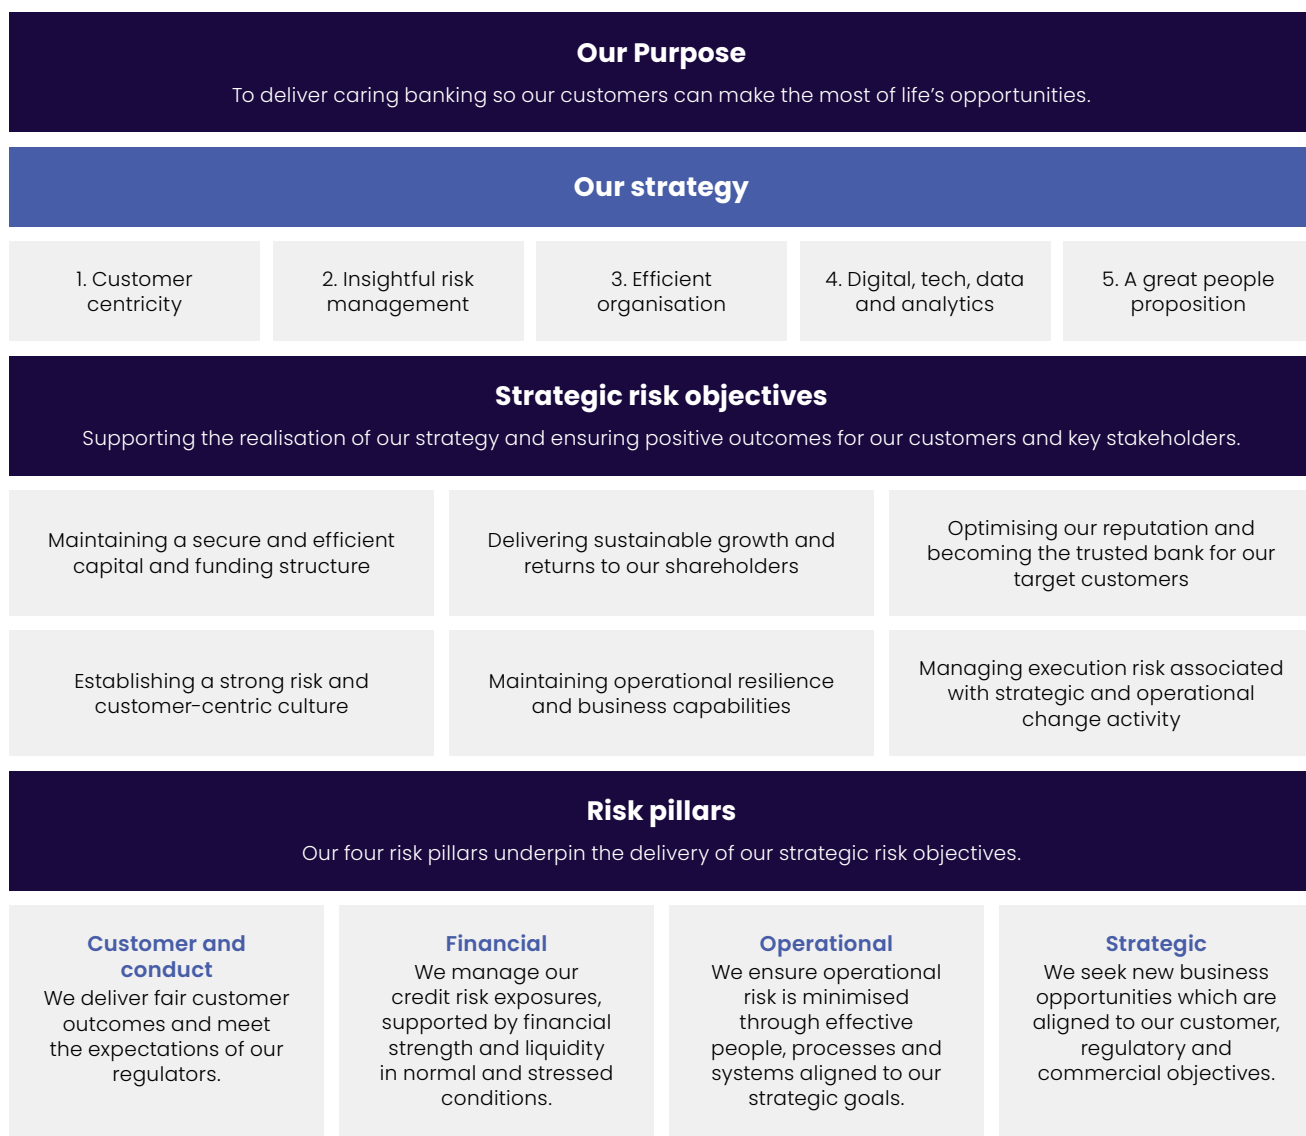 Our Purpose
To deliver caring banking so our customers can make the most of life’s opportunities.
Our strategy
1. Customer
centricity
2. Insightful risk
management
3. Efficient
organisation
4. Digital, tech, data
and analytics
5. A great people
proposition
Strategic risk objectives
Supporting the realisation of our strategy and ensuring positive outcomes for our customers and key stakeholders.
Maintaining a secure and efficient
capital and funding structure
Delivering sustainable growth and
returns to our shareholders
Optimising our reputation and
becoming the trusted bank for our
target customers
Establishing a strong risk and
customer-centric culture
Maintaining operational resilience
and business capabilities
Managing execution risk associated
with strategic and operational
change activity
Risk pillars
Our four risk pillars underpin the delivery of our strategic risk objectives.
Customer and
conduct
We deliver fair customer
outcomes and meet
the expectations of our
regulators.
Financial
We manage our
credit risk exposures,
supported by financial
strength and liquidity
in normal and stressed
conditions.
Operational
We ensure operational
risk is minimised
through effective
people, processes and
systems aligned to our
strategic goals.
Strategic
We seek new business
opportunities which are
aligned to our customer,
regulatory and
commercial objectives.